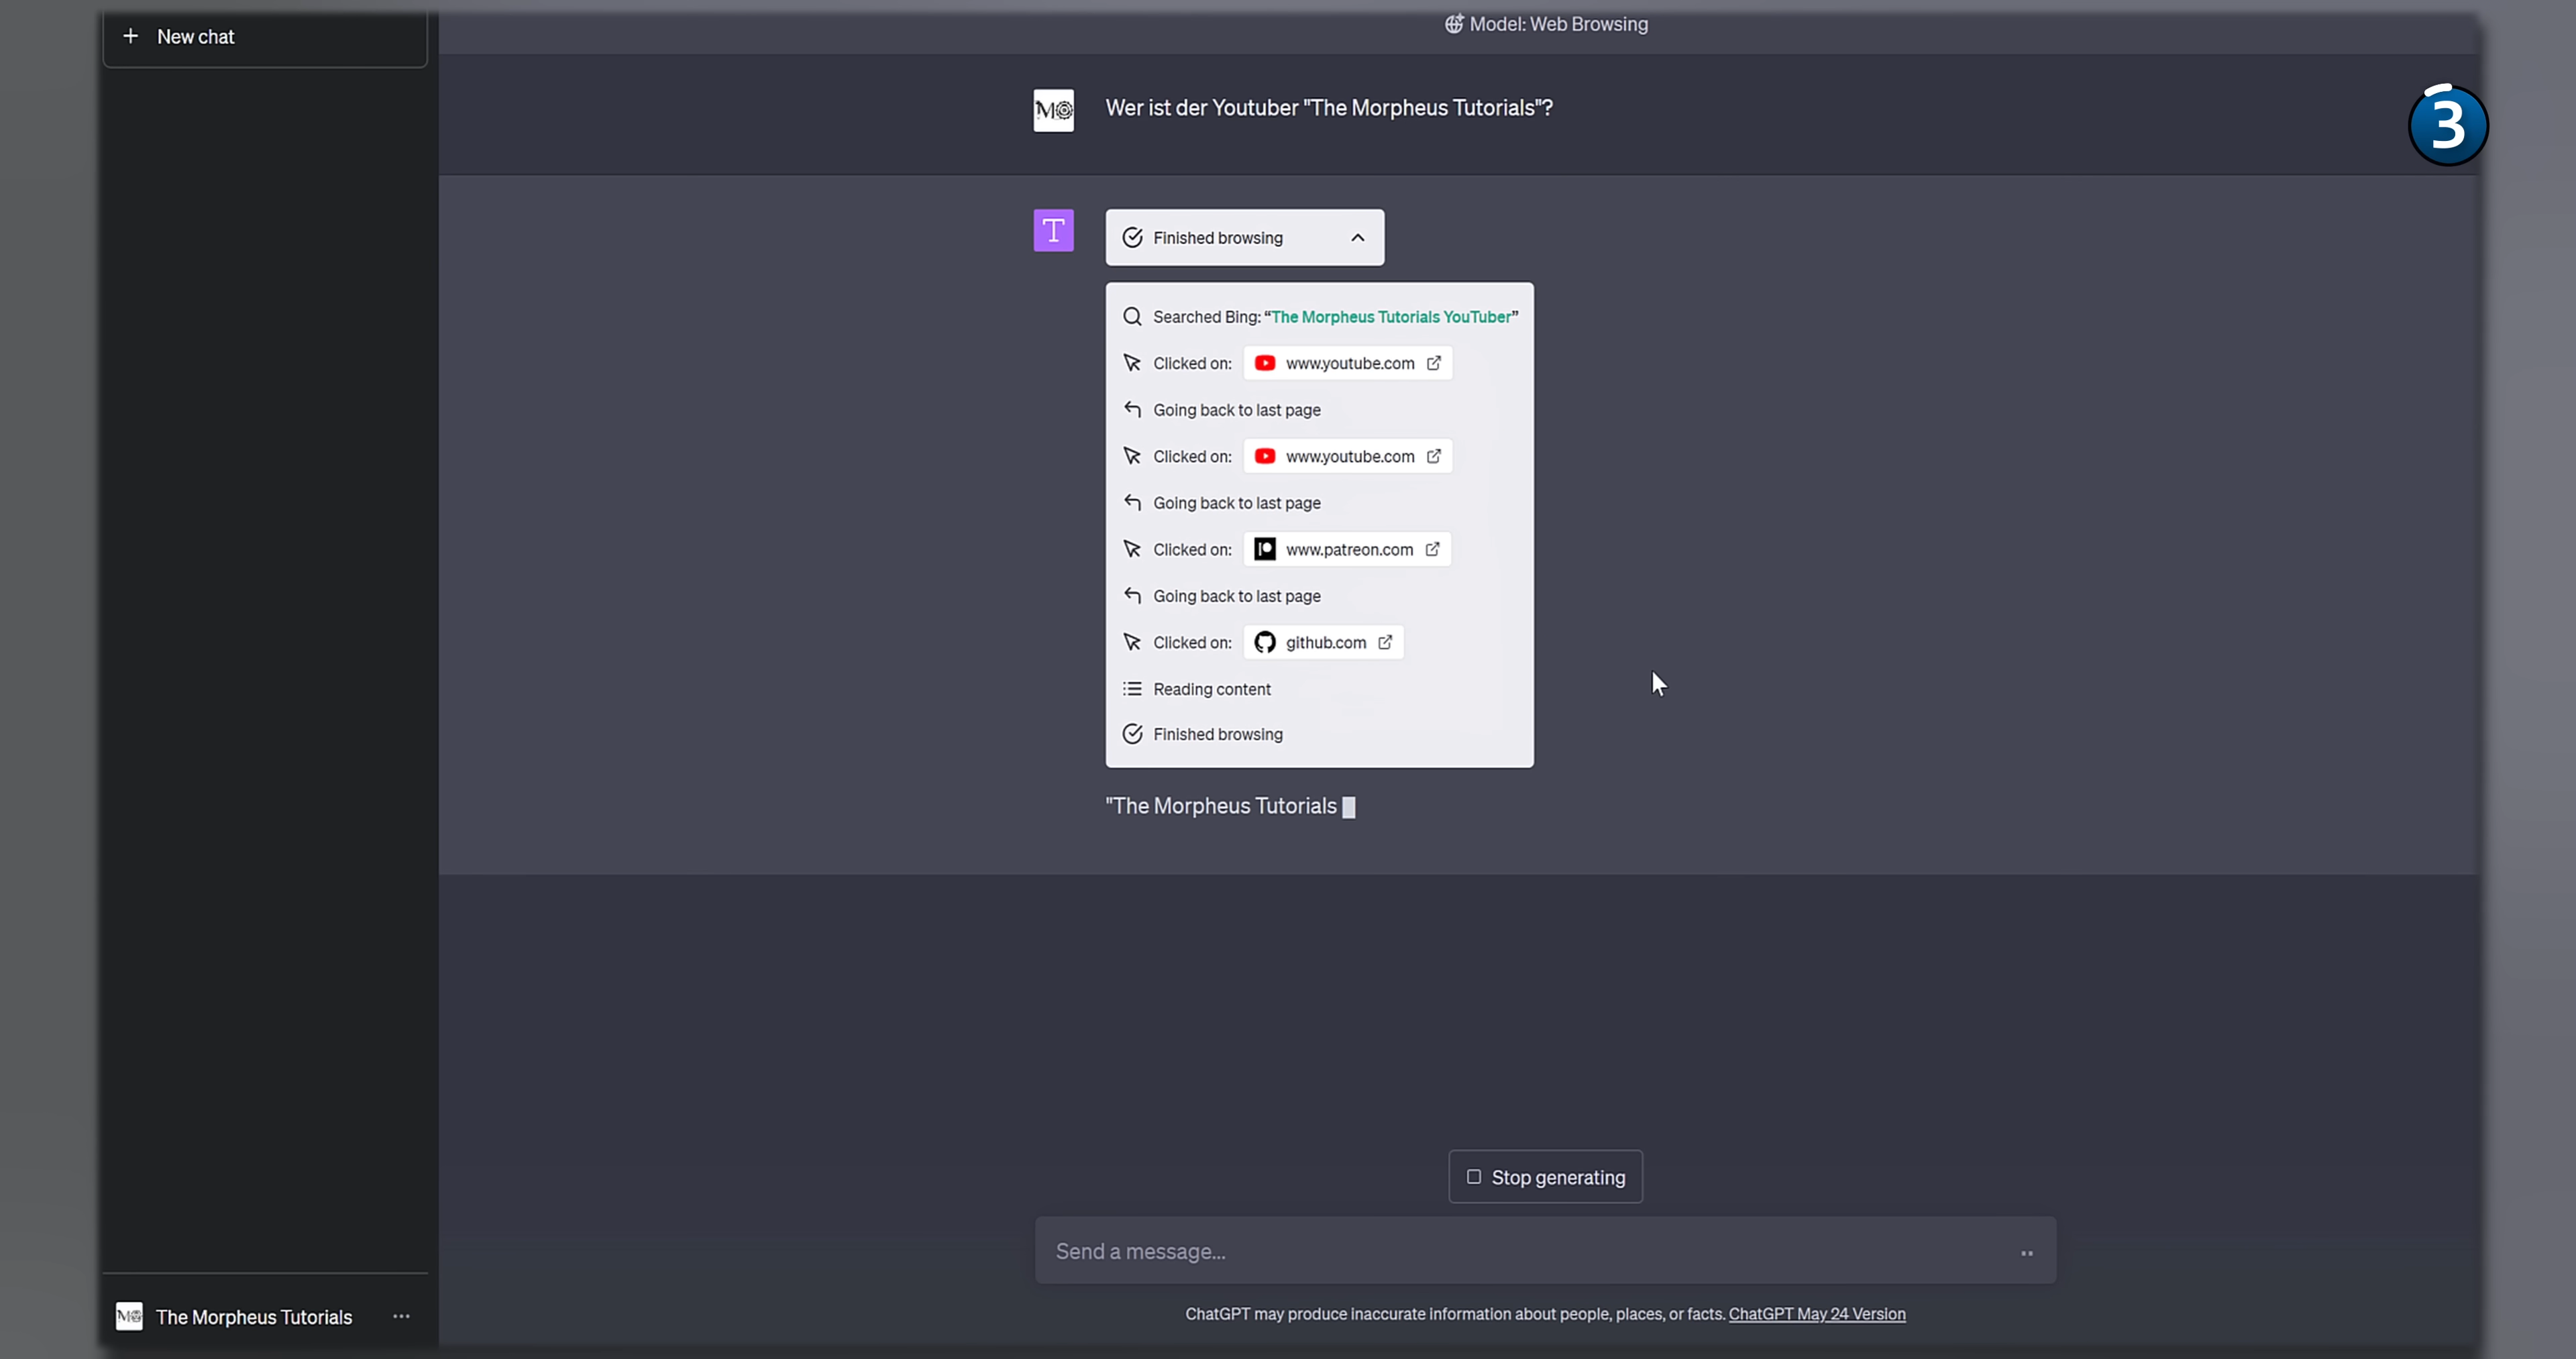 New chat
Model: Web Browsing
Wer ist der Youtuber "The Morpheus Tutorials"?
3
T
Finished browsing
Searched Bing: “The Morpheus Tutorials YouTuber”
Clicked on: www.youtube.com
Going back to last page
Clicked on: www.youtube.com
Going back to last page
Clicked on: www.patreon.com
Going back to last page
Clicked on: github.com
Reading content
Finished browsing
"The Morpheus Tutorials
Stop generating
Send a message...
The Morpheus Tutorials
ChatGPT may produce inaccurate information about people, places, or facts. ChatGPT May 24 Version